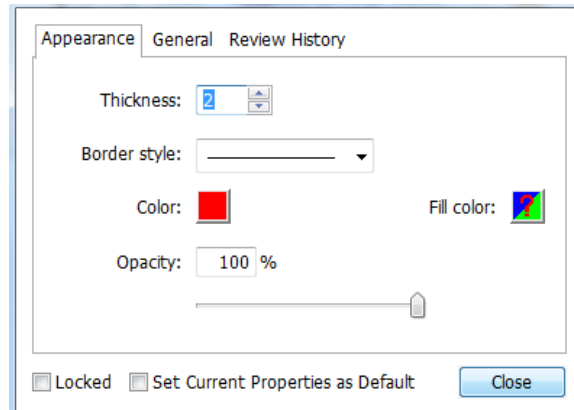 Appearance General Review History
Thickness: 2
Border style:
Color: Fill color: ?
Opacity: 100 %
Locked Set Current Properties as Default Close